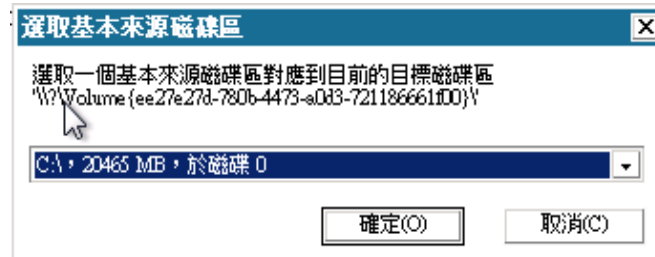 選取基本來源磁碟區
選取一個基本來源磁碟區對應到目前的目標磁碟區
'\\?\Volume{ee27e27d-780b-4473-a0d3-721186661f00}\'
C:\，20465 MB，於磁碟 0
確定(O)
取消(C)